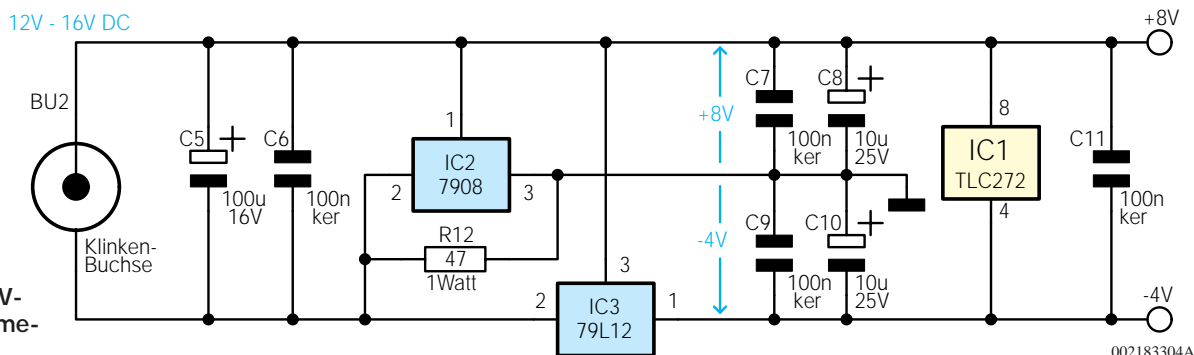 12V - 16V DC
+8V
BU2
Klinken-
Buchse
C5
+
100u
16V
C6
100n
ker
1
IC2
7908
2
3
R12
47
1Watt
3
IC3
79L12
2
1
+8V
-4V
C7
100n
ker
C8
+
10u
25V
C9
100n
ker
C10
+
10u
25V
8
IC1
TLC272
4
C11
100n
ker
-4V
V-
me-
002183304A